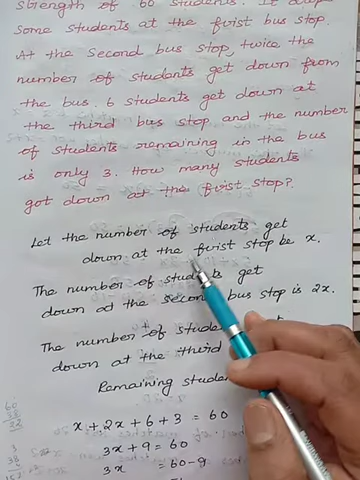 strength of 60 students. It drops
some students at the fvist bus stop.
At the second bus stop, twice the
number of students get down from
the bus. 6 students get down at
the third bus stop and the number
of students remaining in the bus
is only 3. How many students
got down at the fvist stop?
Let the number of students get
down at the fvist stop be x.
The number of students get
down at the second bus stop is 2x.
The number of
down at the third
Remaining
x + 2x + 6 + 3 = 60
3x + 9 = 60
3x = 60 - 9
60